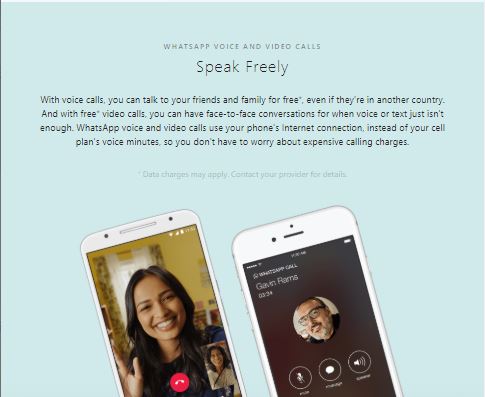 WHATSAPP VOICE AND VIDEO CALLS
Speak Freely
With voice calls, you can talk to your friends and family for free*, even if they're in another country.
And with free* video calls, you can have face-to-face conversations for when voice or text just isn't
enough. WhatsApp voice and video calls use your phone's Internet connection, instead of your cell
plan's voice minutes, so you don't have to worry about expensive calling charges.
* Data charges may apply. Contact your provider for details.
WHATSAPP CALL
Gavin Rams
03:34
mute
message
speaker